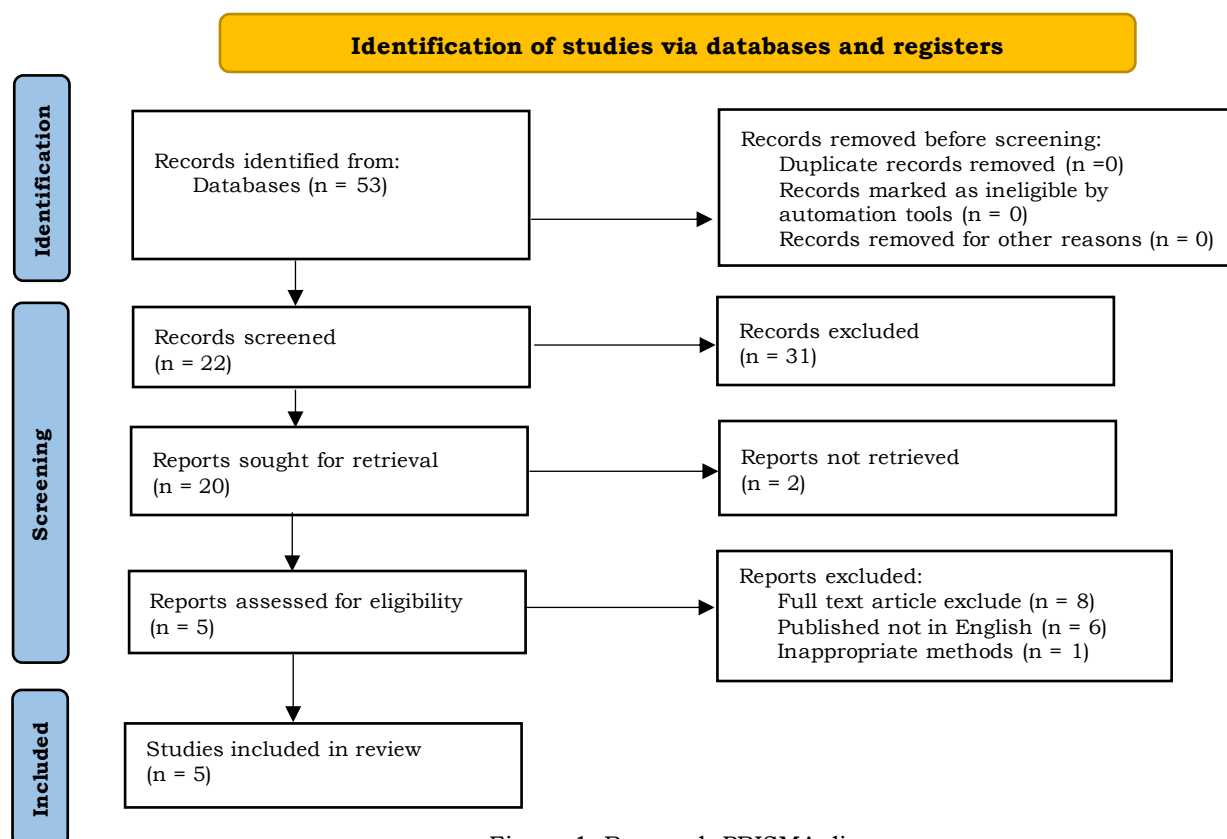 Identification of studies via databases and registers
Identification
Records identified from:
Databases (n = 53)
Records removed before screening:
Duplicate records removed (n =0)
Records marked as ineligible by
automation tools (n = 0)
Records removed for other reasons (n = 0)
Screening
Records screened
(n = 22)
Records excluded
(n = 31)
Reports sought for retrieval
(n = 20)
Reports not retrieved
(n = 2)
Reports assessed for eligibility
(n = 5)
Reports excluded:
Full text article exclude (n = 8)
Published not in English (n = 6)
Inappropriate methods (n = 1)
Included
Studies included in review
(n = 5)